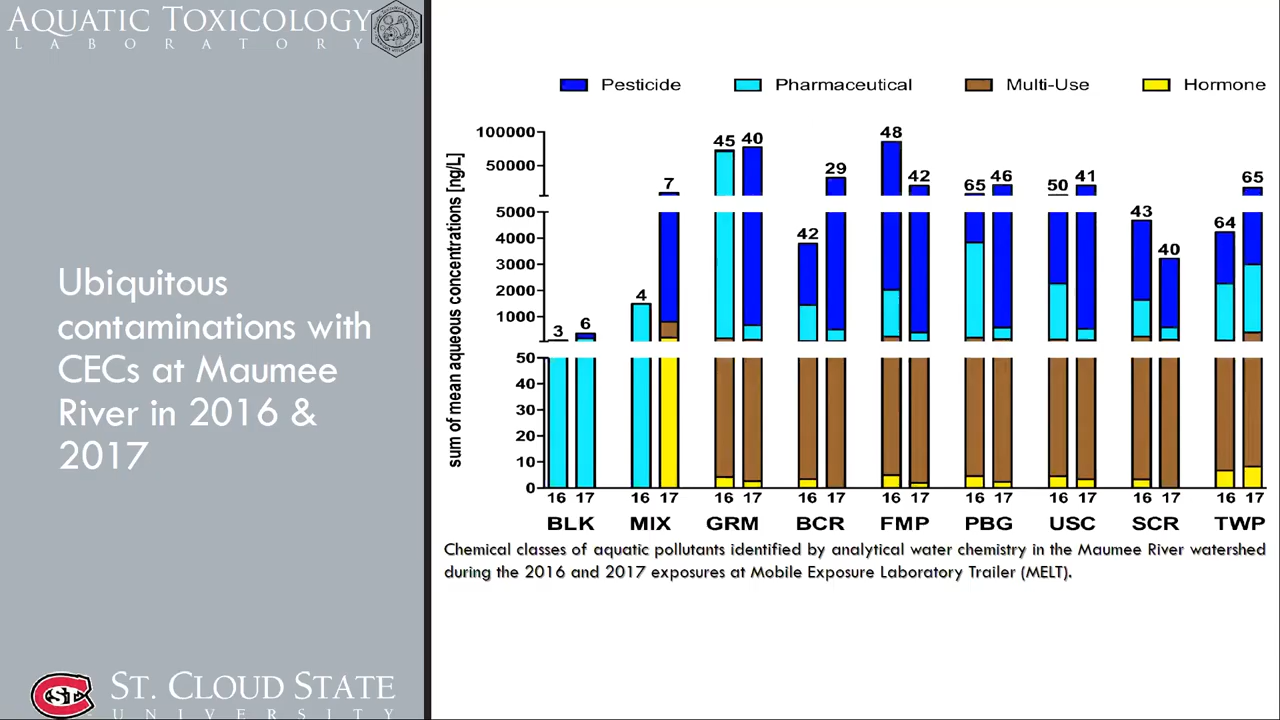 AQUATIC TOXICOLOGY
LABORATORY
Ubiquitous
contaminations with
CECs at Maumee
River in 2016 &
2017
ST
ST. CLOUD STATE
UNIVERSITY
Pesticide Pharmaceutical Multi-Use Hormone
sum of mean aqueous concentrations [ng/L]
100000
50000
5000
4000
3000
2000
1000
50
40
30
20
10
0
3 6 4 7 45 40 42 29 48 42 65 46 50 41 43 40 64 65
16 17 16 17 16 17 16 17 16 17 16 17 16 17 16 17 16 17
BLK MIX GRM BCR FMP PBG USC SCR TWP
Chemical classes of aquatic pollutants identified by analytical water chemistry in the Maumee River watershed
during the 2016 and 2017 exposures at Mobile Exposure Laboratory Trailer (MELT).